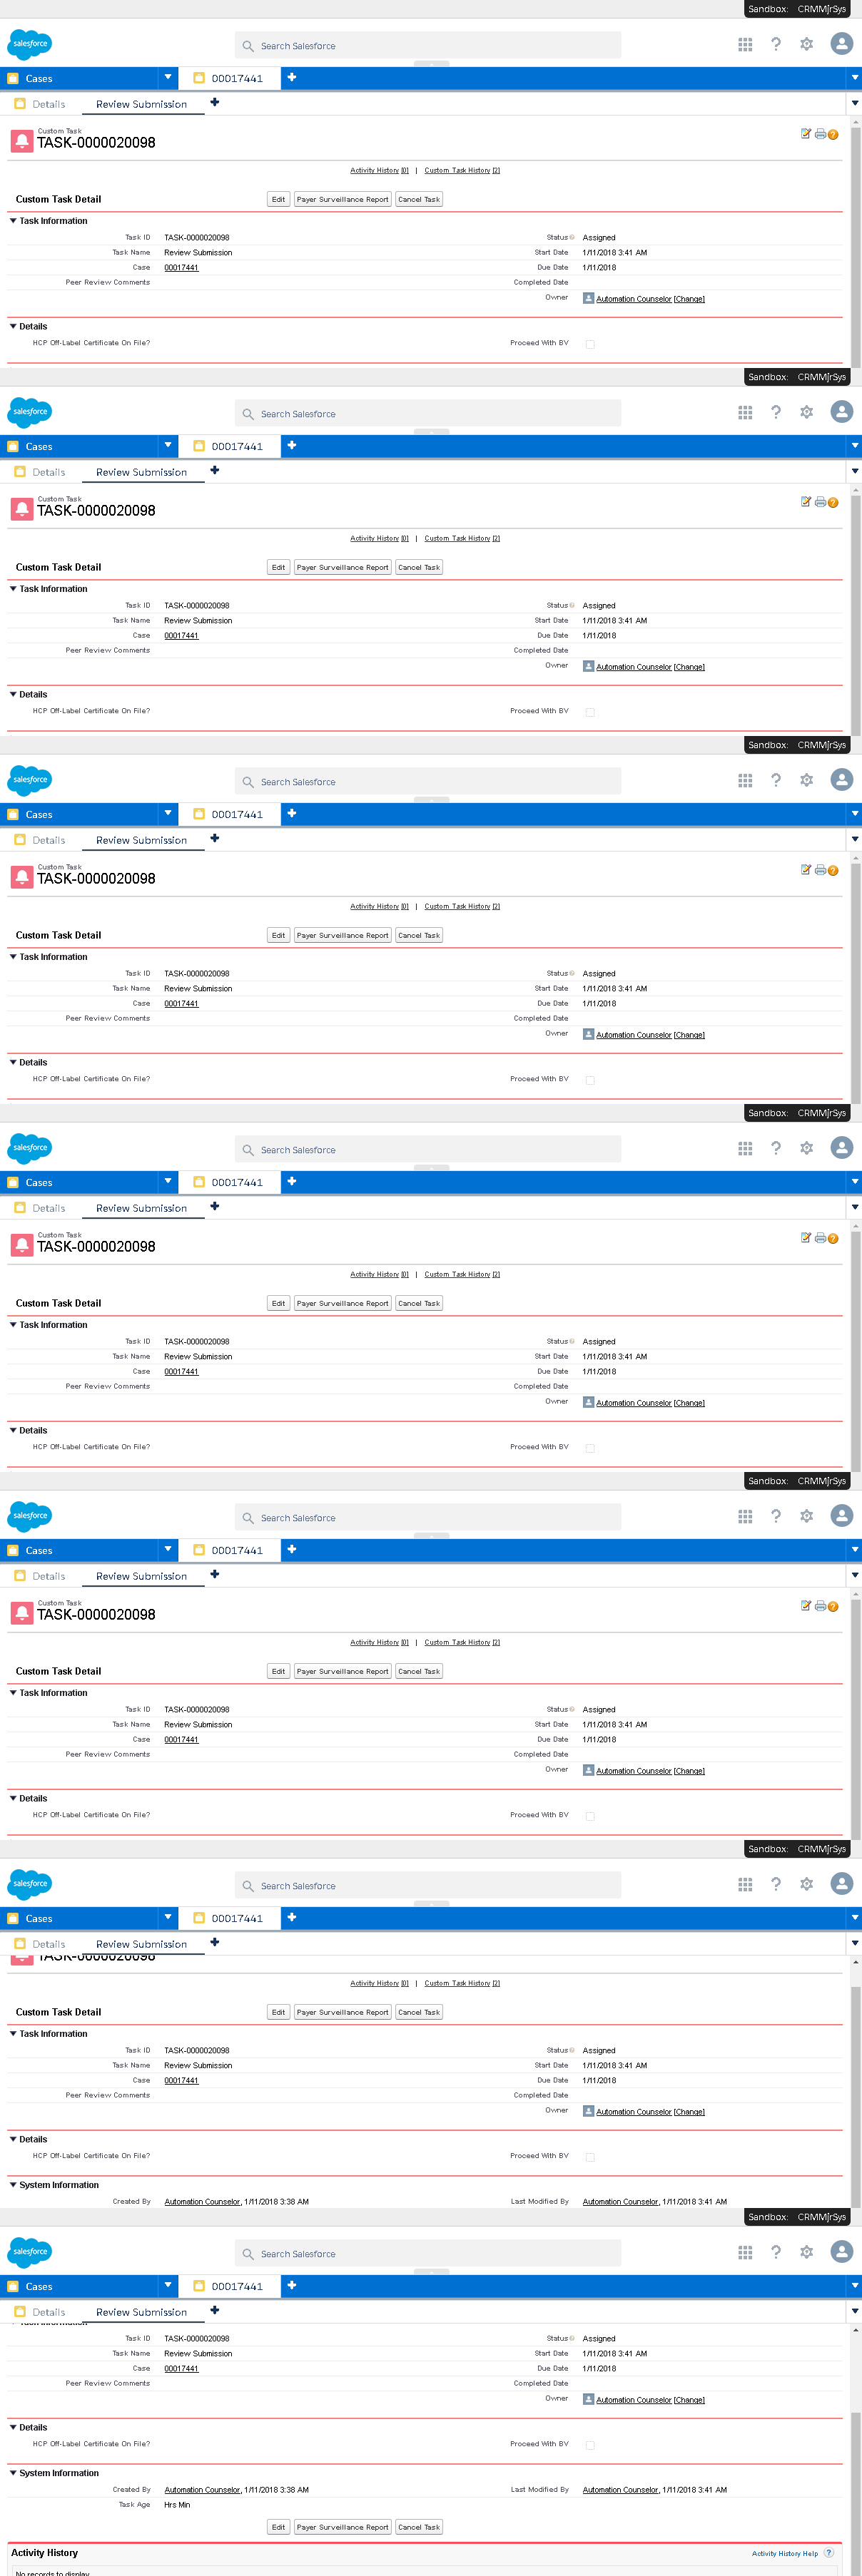 Sandbox: CRMMjrSys
salesforce Search Salesforce
Cases DDD17441
Details Review Submission
Custom Task
TASK-0000020098
Activity History [0] | Custom Task History [2]
Custom Task Detail Edit Payer Surveillance Report Cancel Task
Task Information
Task ID TASK-0000020098 Status Assigned
Task Name Review Submission Start Date 1/11/2018 3:41 AM
Case 00017441 Due Date 1/11/2018
Peer Review Comments Completed Date
Owner Automation Counselor [Change]
Details
HCP Off-Label Certificate On File? Proceed With BV
Sandbox: CRMMjrSys
salesforce Search Salesforce
Cases DDD17441
Details Review Submission
Custom Task
TASK-0000020098
Activity History [0] | Custom Task History [2]
Custom Task Detail Edit Payer Surveillance Report Cancel Task
Task Information
Task ID TASK-0000020098 Status Assigned
Task Name Review Submission Start Date 1/11/2018 3:41 AM
Case 00017441 Due Date 1/11/2018
Peer Review Comments Completed Date
Owner Automation Counselor [Change]
Details
HCP Off-Label Certificate On File? Proceed With BV
Sandbox: CRMMjrSys
salesforce Search Salesforce
Cases DDD17441
Details Review Submission
Custom Task
TASK-0000020098
Activity History [0] | Custom Task History [2]
Custom Task Detail Edit Payer Surveillance Report Cancel Task
Task Information
Task ID TASK-0000020098 Status Assigned
Task Name Review Submission Start Date 1/11/2018 3:41 AM
Case 00017441 Due Date 1/11/2018
Peer Review Comments Completed Date
Owner Automation Counselor [Change]
Details
HCP Off-Label Certificate On File? Proceed With BV
Sandbox: CRMMjrSys
salesforce Search Salesforce
Cases DDD17441
Details Review Submission
Custom Task
TASK-0000020098
Activity History [0] | Custom Task History [2]
Custom Task Detail Edit Payer Surveillance Report Cancel Task
Task Information
Task ID TASK-0000020098 Status Assigned
Task Name Review Submission Start Date 1/11/2018 3:41 AM
Case 00017441 Due Date 1/11/2018
Peer Review Comments Completed Date
Owner Automation Counselor [Change]
Details
HCP Off-Label Certificate On File? Proceed With BV
Sandbox: CRMMjrSys
salesforce Search Salesforce
Cases DDD17441
Details Review Submission
Custom Task
TASK-0000020098
Activity History [0] | Custom Task History [2]
Custom Task Detail Edit Payer Surveillance Report Cancel Task
Task Information
Task ID TASK-0000020098 Status Assigned
Task Name Review Submission Start Date 1/11/2018 3:41 AM
Case 00017441 Due Date 1/11/2018
Peer Review Comments Completed Date
Owner Automation Counselor [Change]
Details
HCP Off-Label Certificate On File? Proceed With BV
Sandbox: CRMMjrSys
salesforce Search Salesforce
Cases DDD17441
Details Review Submission
TASK-0000020098
Activity History [0] | Custom Task History [2]
Custom Task Detail Edit Payer Surveillance Report Cancel Task
Task Information
Task ID TASK-0000020098 Status Assigned
Task Name Review Submission Start Date 1/11/2018 3:41 AM
Case 00017441 Due Date 1/11/2018
Peer Review Comments Completed Date
Owner Automation Counselor [Change]
Details
HCP Off-Label Certificate On File? Proceed With BV
System Information
Created By Automation Counselor, 1/11/2018 3:38 AM Last Modified By Automation Counselor, 1/11/2018 3:41 AM
Sandbox: CRMMjrSys
salesforce Search Salesforce
Cases DDD17441
Details Review Submission
Task Information
Task ID TASK-0000020098 Status Assigned
Task Name Review Submission Start Date 1/11/2018 3:41 AM
Case 00017441 Due Date 1/11/2018
Peer Review Comments Completed Date
Owner Automation Counselor [Change]
Details
HCP Off-Label Certificate On File? Proceed With BV
System Information
Created By Automation Counselor, 1/11/2018 3:38 AM Last Modified By Automation Counselor, 1/11/2018 3:41 AM
Task Age Hrs Min
Edit Payer Surveillance Report Cancel Task
Activity History Activity History Help ?
No records to display